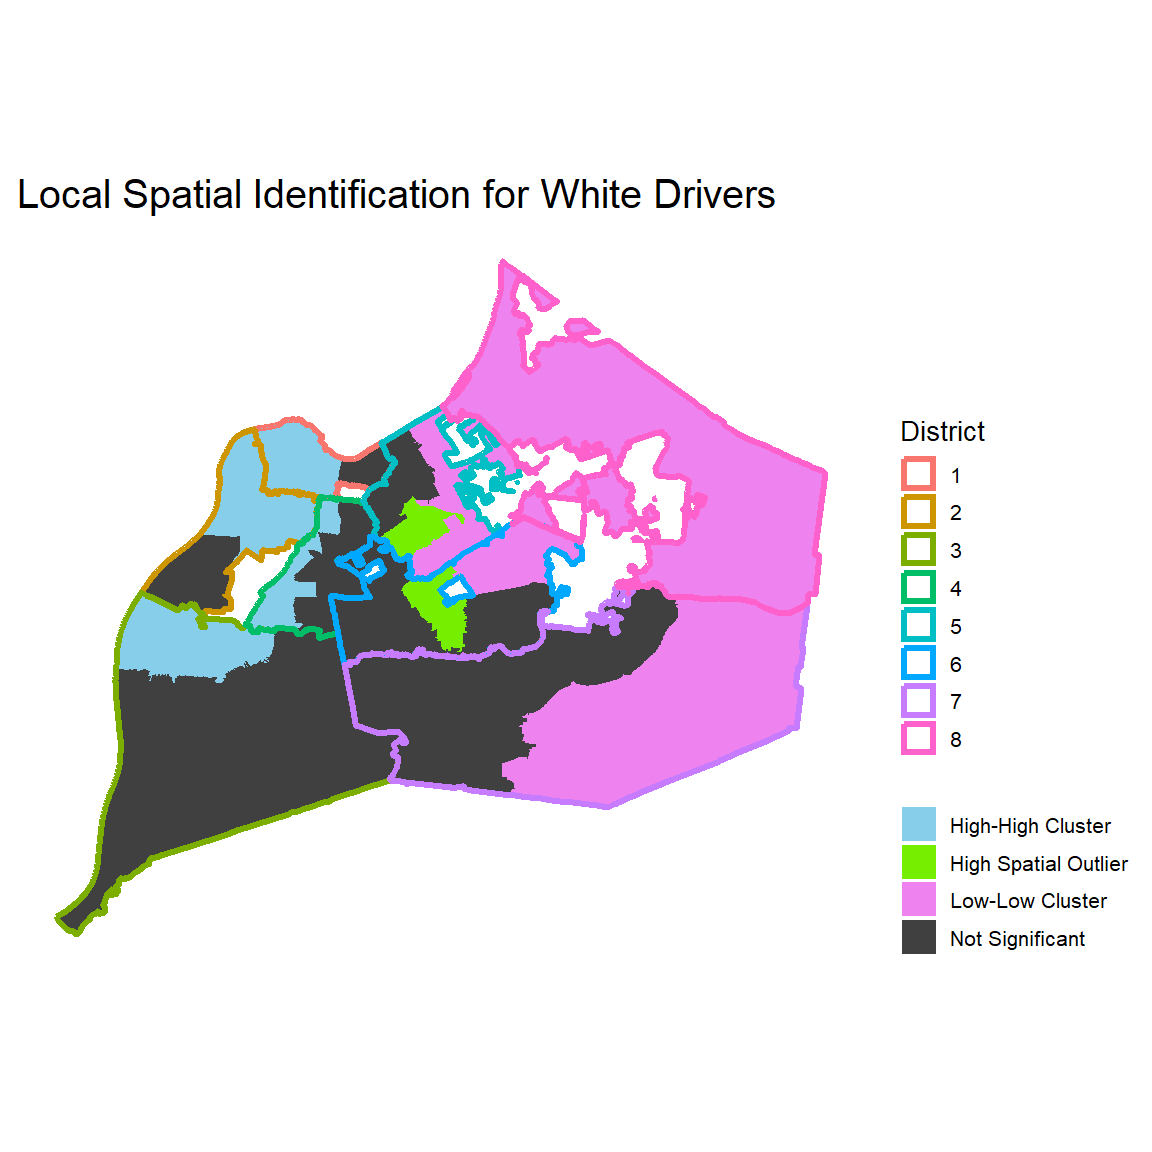 Local Spatial Identification for White Drivers
District
1
2
3
4
5
6
7
8
High-High Cluster
High Spatial Outlier
Low-Low Cluster
Not Significant